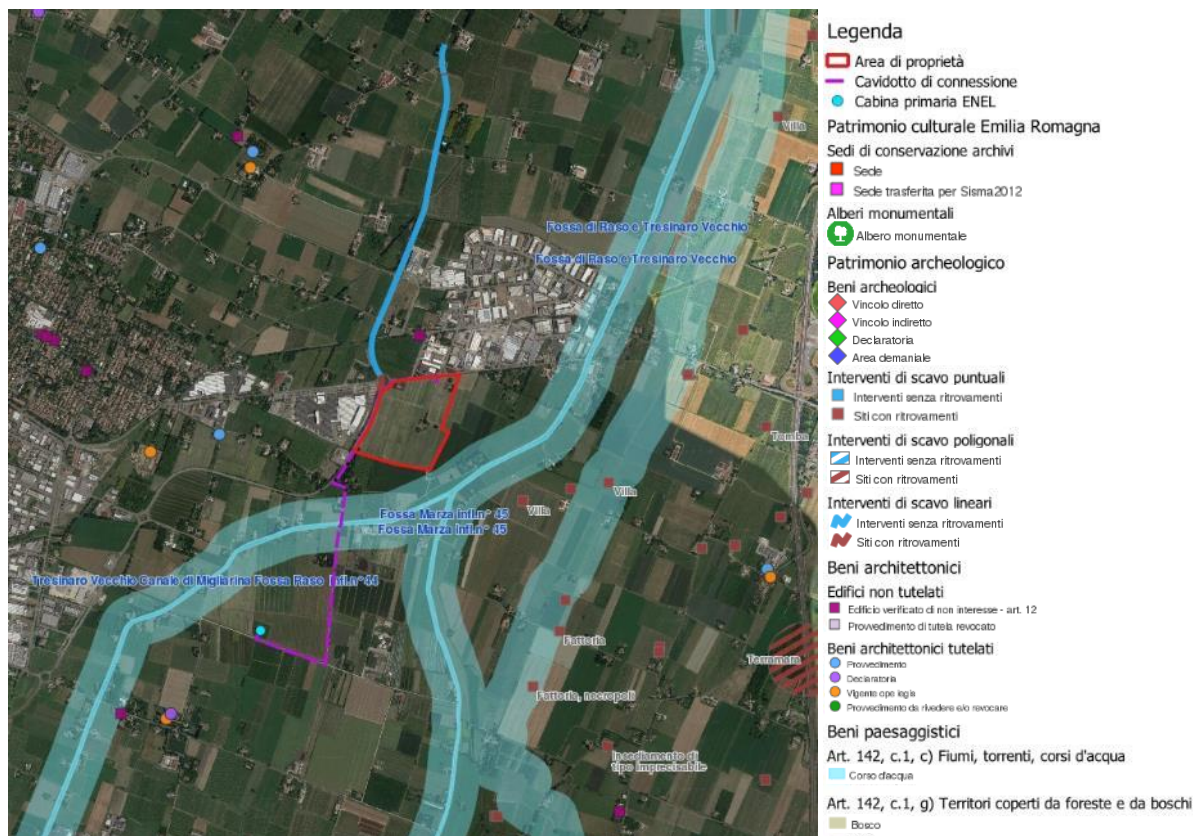 Villa
Fossa di Raso e Tresinaro Vecchio
Fossa di Raso e Tresinaro Vecchio
Tomba
Villa
Villa
Fossa Marza infl.n° 45
Fossa Marza infl.n° 45
Tresinaro Vecchio Canale di Migliarina Fossa Raso Infl.n°44
Fattoria
Terramara
Fattoria, necropoli
Insediamento di
tipo imprecisabile
Legenda
Area di proprietà
Cavidotto di connessione
Cabina primaria ENEL
Patrimonio culturale Emilia Romagna
Sedi di conservazione archivi
Sede
Sede trasferita per Sisma2012
Alberi monumentali
Albero monumentale
Patrimonio archeologico
Beni archeologici
Vincolo diretto
Vincolo indiretto
Declaratoria
Area demaniale
Interventi di scavo puntuali
Interventi senza ritrovamenti
Siti con ritrovamenti
Interventi di scavo poligonali
Interventi senza ritrovamenti
Siti con ritrovamenti
Interventi di scavo lineari
Interventi senza ritrovamenti
Siti con ritrovamenti
Beni architettonici
Edifici non tutelati
Edificio verificato di non interesse - art. 12
Provvedimento di tutela revocato
Beni architettonici tutelati
Provvedimento
Declaratoria
Vigente ope legis
Provvedimento da rivedere e/o revocare
Beni paesaggistici
Art. 142, c.1, c) Fiumi, torrenti, corsi d'acqua
Corso d'acqua
Art. 142, c.1, g) Territori coperti da foreste e da boschi
Bosco